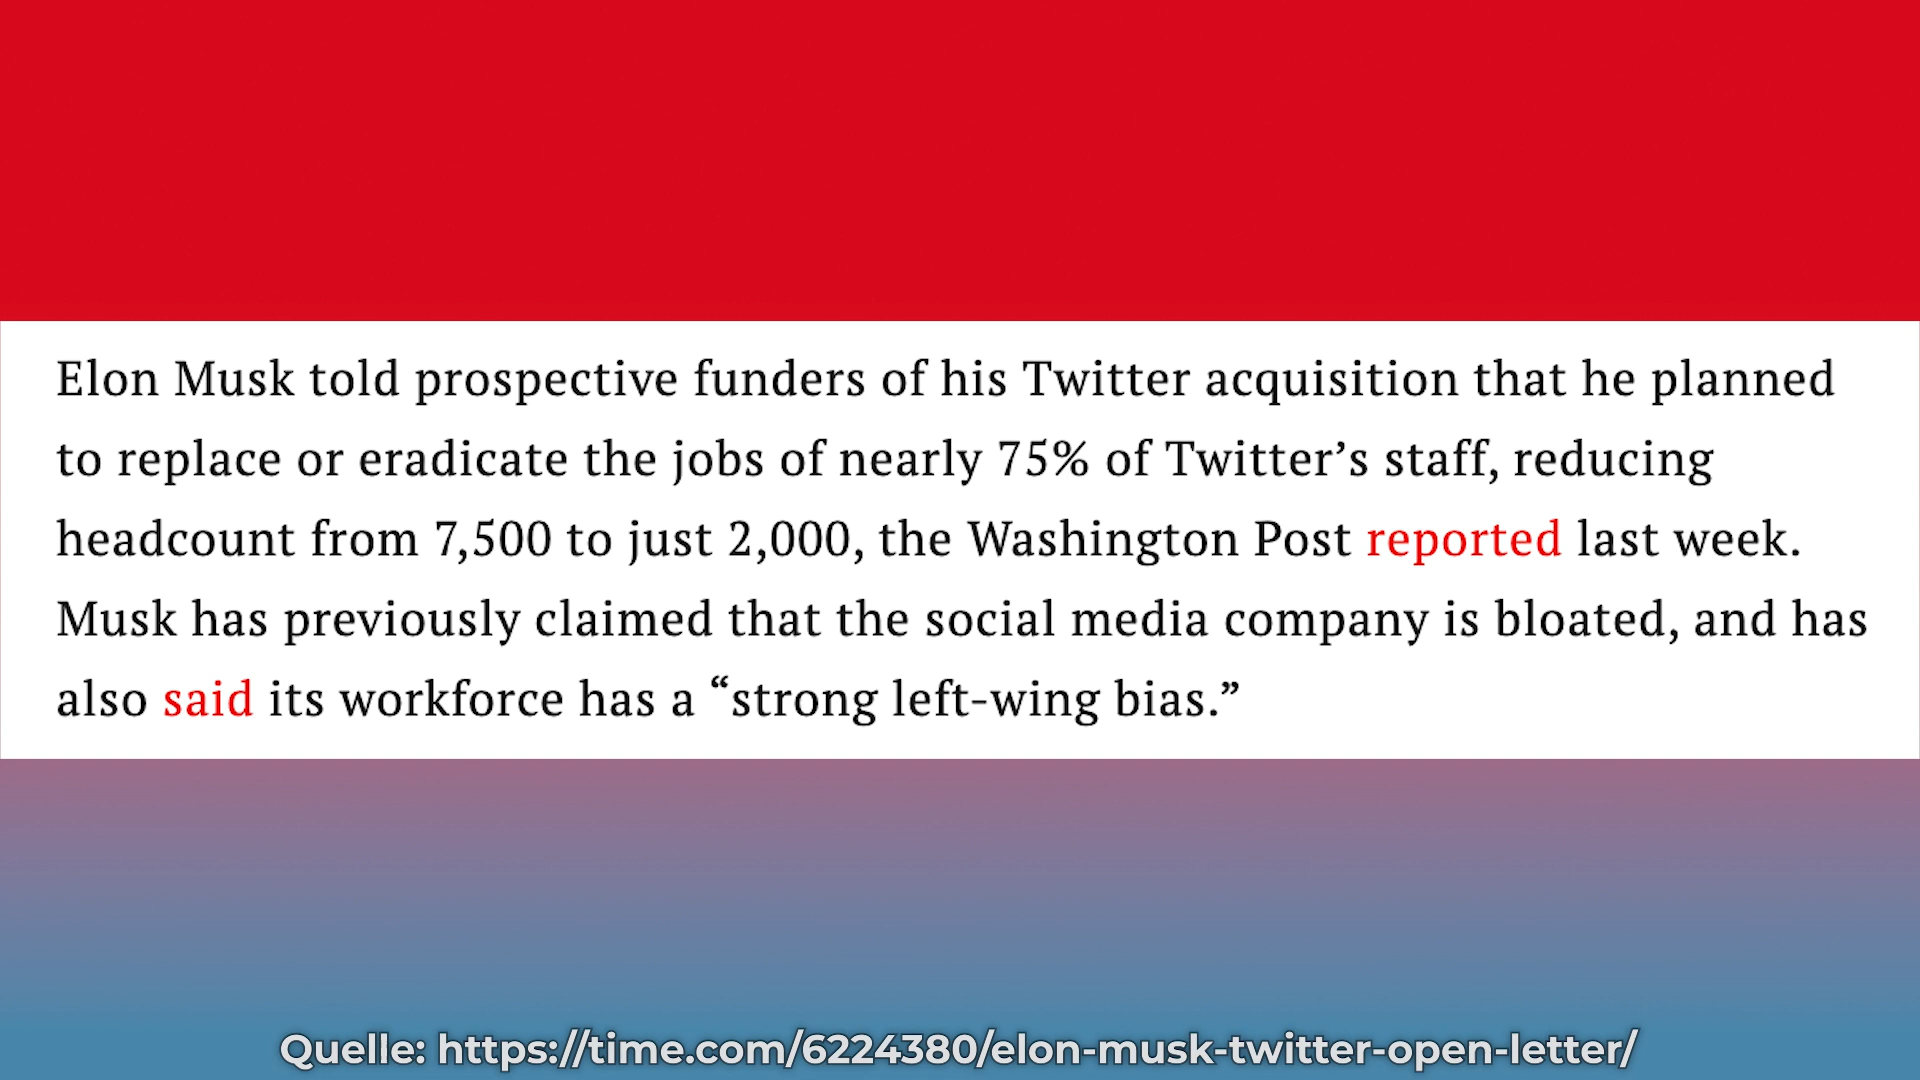 Elon Musk told prospective funders of his Twitter acquisition that he planned
to replace or eradicate the jobs of nearly 75% of Twitter’s staff, reducing
headcount from 7,500 to just 2,000, the Washington Post reported last week.
Musk has previously claimed that the social media company is bloated, and has
also said its workforce has a “strong left-wing bias.”
Quelle: https://time.com/6224380/elon-musk-twitter-open-letter/